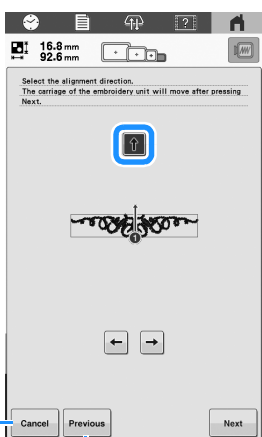 ?
16.8 mm
92.6 mm
Select the alignment direction.
The carriage of the embroidery unit will move after pressing
Next.
1
Cancel
Previous
Next